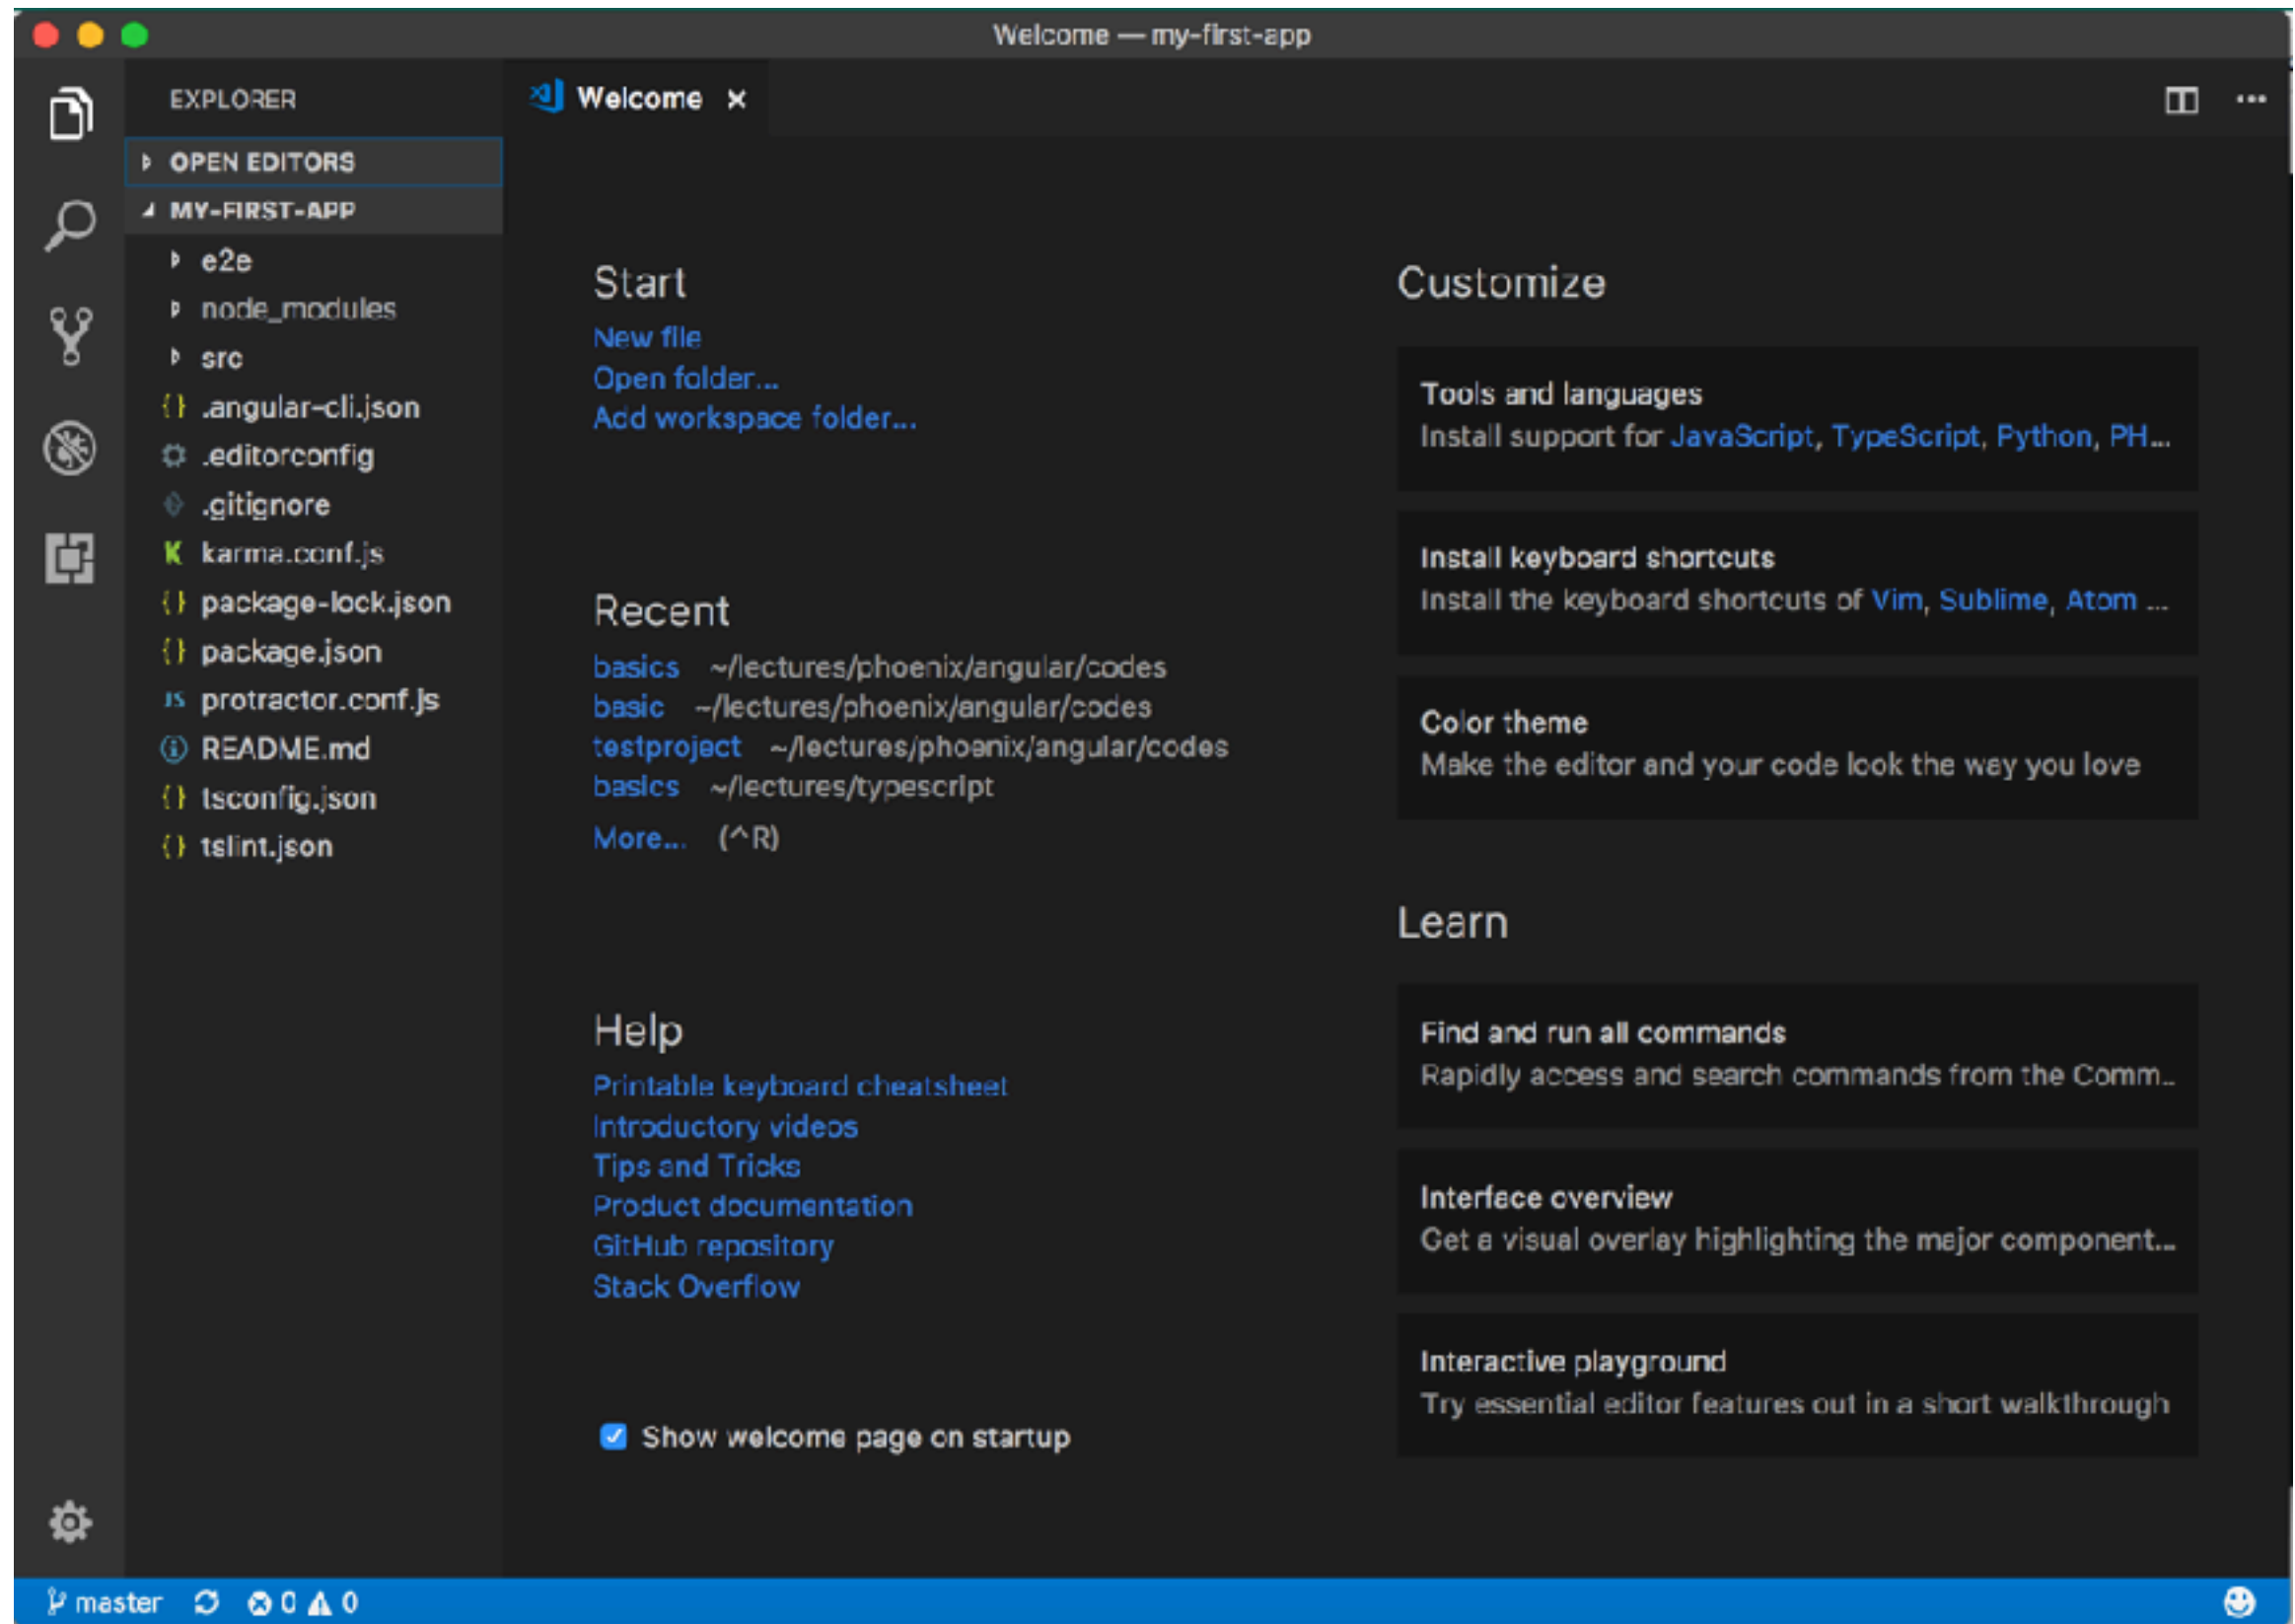 Welcome — my-first-app
EXPLORER
OPEN EDITORS
MY-FIRST-APP
e2e
node_modules
src
{} .angular-cli.json
.editorconfig
.gitignore
K karma.conf.js
{} package-lock.json
{} package.json
JS protractor.conf.js
README.md
{} tsconfig.json
{} tslint.json
Welcome
Start
New file
Open folder...
Add workspace folder...
Recent
basics ~/lectures/phoenix/angular/codes
basic ~/lectures/phoenix/angular/codes
testproject ~/lectures/phoenix/angular/codes
basics ~/lectures/typescript
More... (^R)
Help
Printable keyboard cheatsheet
Introductory videos
Tips and Tricks
Product documentation
GitHub repository
Stack Overflow
Show welcome page on startup
Customize
Tools and languages
Install support for JavaScript, TypeScript, Python, PH...
Install keyboard shortcuts
Install the keyboard shortcuts of Vim, Sublime, Atom ...
Color theme
Make the editor and your code look the way you love
Learn
Find and run all commands
Rapidly access and search commands from the Comm...
Interface overview
Get a visual overlay highlighting the major component...
Interactive playground
Try essential editor features out in a short walkthrough
master 0 0